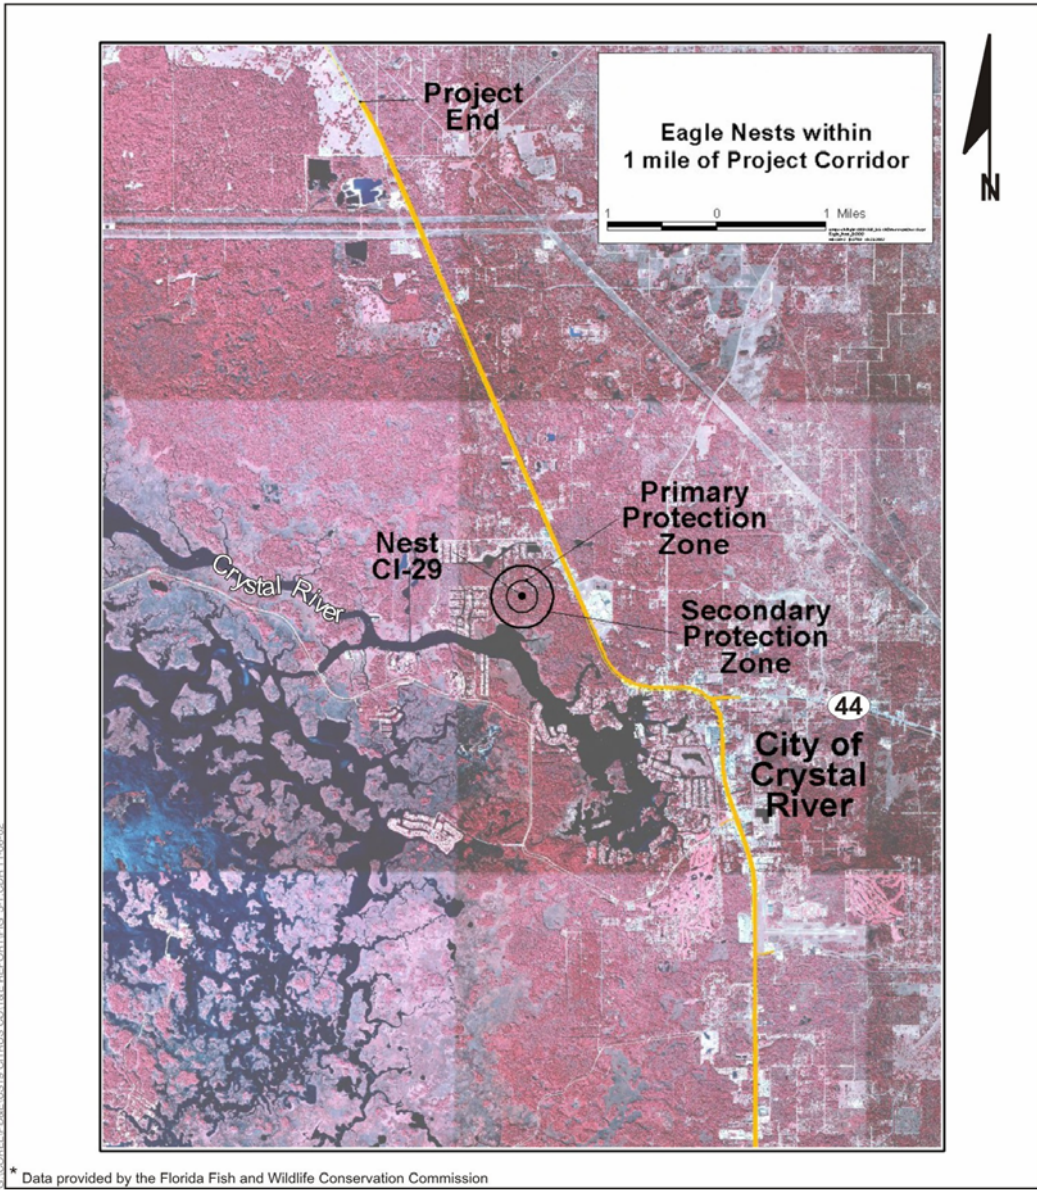 Project
End
Eagle Nests within
1 mile of Project Corridor
1 0 1 Miles
N
Primary
Protection
Zone
Nest
CI-29
Crystal River
Secondary
Protection
Zone
44
City of
Crystal
River
* Data provided by the Florida Fish and Wildlife Conservation Commission